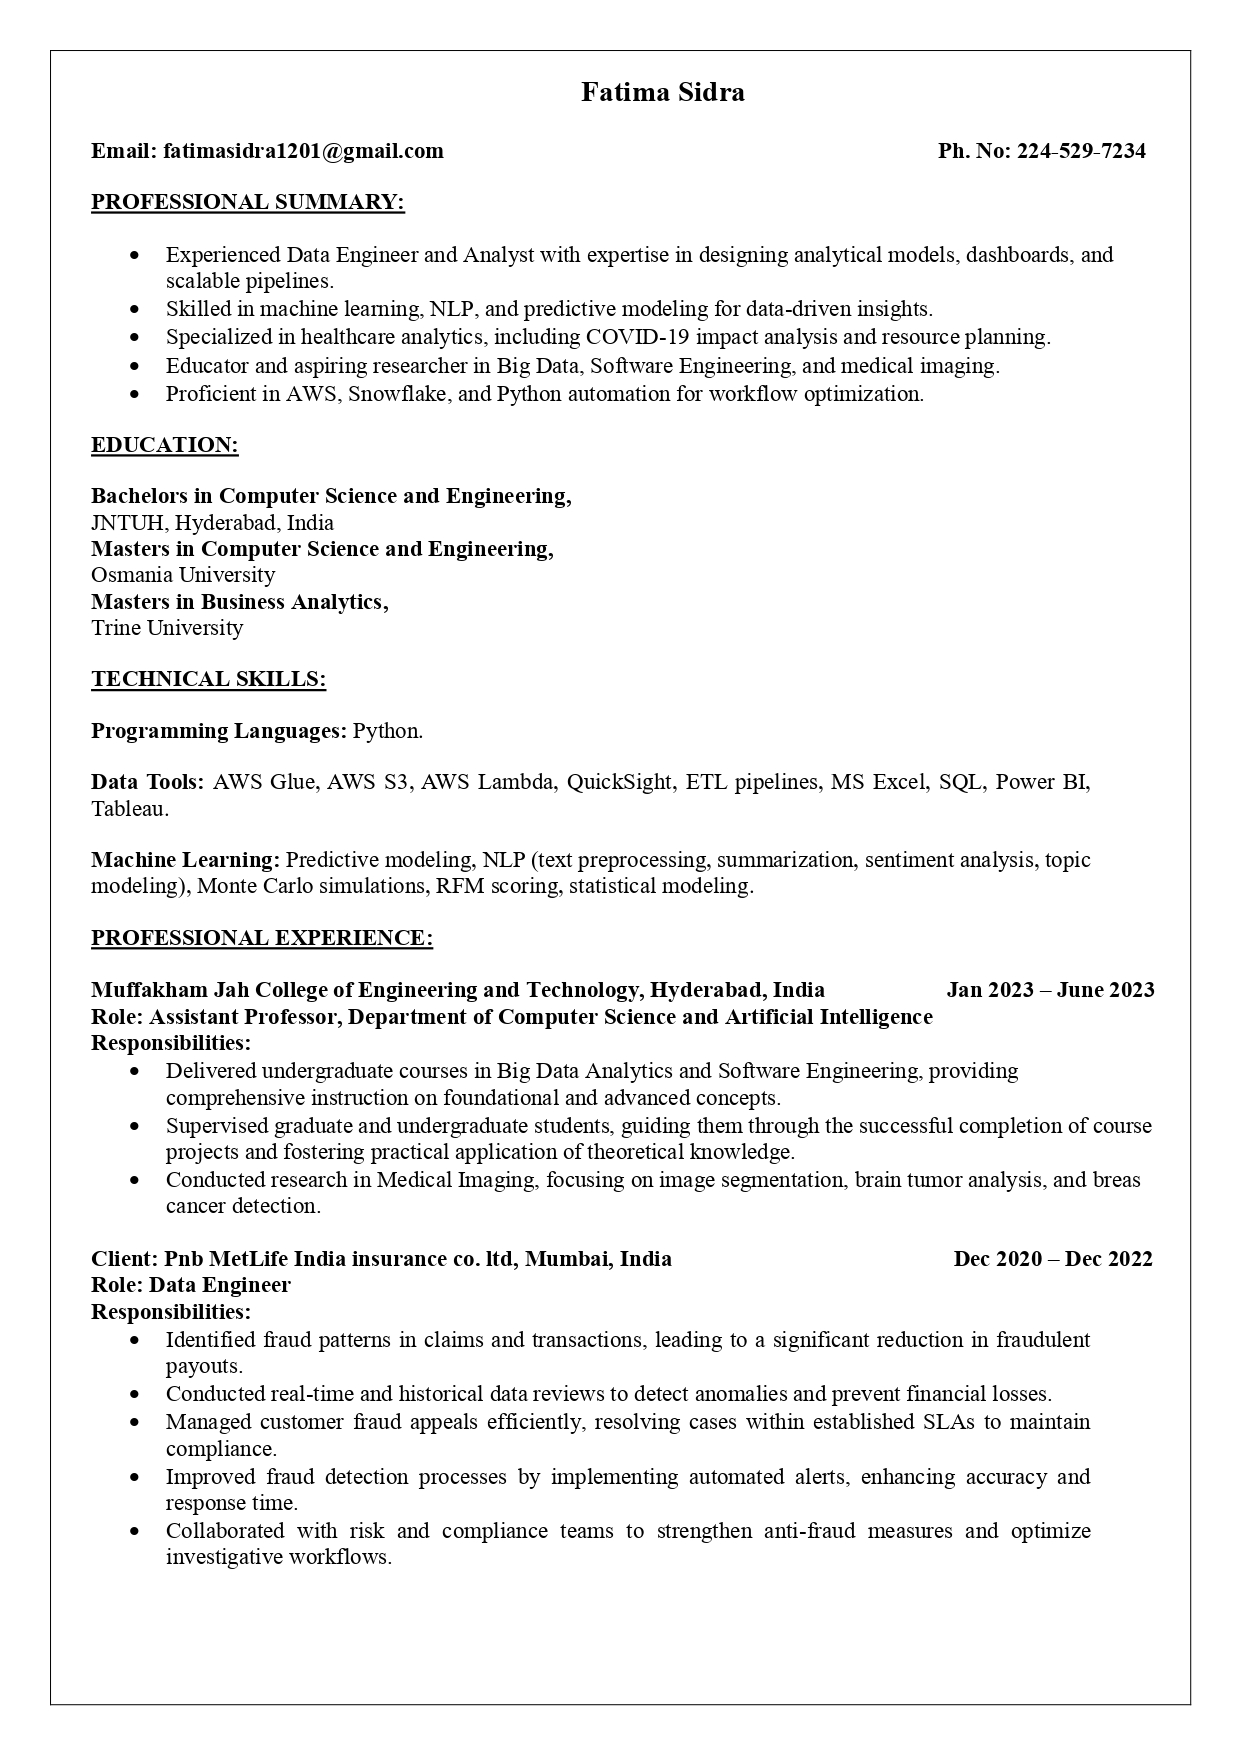 Fatima Sidra
Email: fatimasidra1201@gmail.com Ph. No: 224-529-7234
PROFESSIONAL SUMMARY:
• Experienced Data Engineer and Analyst with expertise in designing analytical models, dashboards, and
scalable pipelines.
• Skilled in machine learning, NLP, and predictive modeling for data-driven insights.
• Specialized in healthcare analytics, including COVID-19 impact analysis and resource planning.
• Educator and aspiring researcher in Big Data, Software Engineering, and medical imaging.
• Proficient in AWS, Snowflake, and Python automation for workflow optimization.
EDUCATION:
Bachelors in Computer Science and Engineering,
JNTUH, Hyderabad, India
Masters in Computer Science and Engineering,
Osmania University
Masters in Business Analytics,
Trine University
TECHNICAL SKILLS:
Programming Languages: Python.
Data Tools: AWS Glue, AWS S3, AWS Lambda, QuickSight, ETL pipelines, MS Excel, SQL, Power BI,
Tableau.
Machine Learning: Predictive modeling, NLP (text preprocessing, summarization, sentiment analysis, topic
modeling), Monte Carlo simulations, RFM scoring, statistical modeling.
PROFESSIONAL EXPERIENCE:
Muffakham Jah College of Engineering and Technology, Hyderabad, India Jan 2023 – June 2023
Role: Assistant Professor, Department of Computer Science and Artificial Intelligence
Responsibilities:
• Delivered undergraduate courses in Big Data Analytics and Software Engineering, providing
comprehensive instruction on foundational and advanced concepts.
• Supervised graduate and undergraduate students, guiding them through the successful completion of course
projects and fostering practical application of theoretical knowledge.
• Conducted research in Medical Imaging, focusing on image segmentation, brain tumor analysis, and breas
cancer detection.
Client: Pnb MetLife India insurance co. ltd, Mumbai, India Dec 2020 – Dec 2022
Role: Data Engineer
Responsibilities:
• Identified fraud patterns in claims and transactions, leading to a significant reduction in fraudulent
payouts.
• Conducted real-time and historical data reviews to detect anomalies and prevent financial losses.
• Managed customer fraud appeals efficiently, resolving cases within established SLAs to maintain
compliance.
• Improved fraud detection processes by implementing automated alerts, enhancing accuracy and
response time.
• Collaborated with risk and compliance teams to strengthen anti-fraud measures and optimize
investigative workflows.